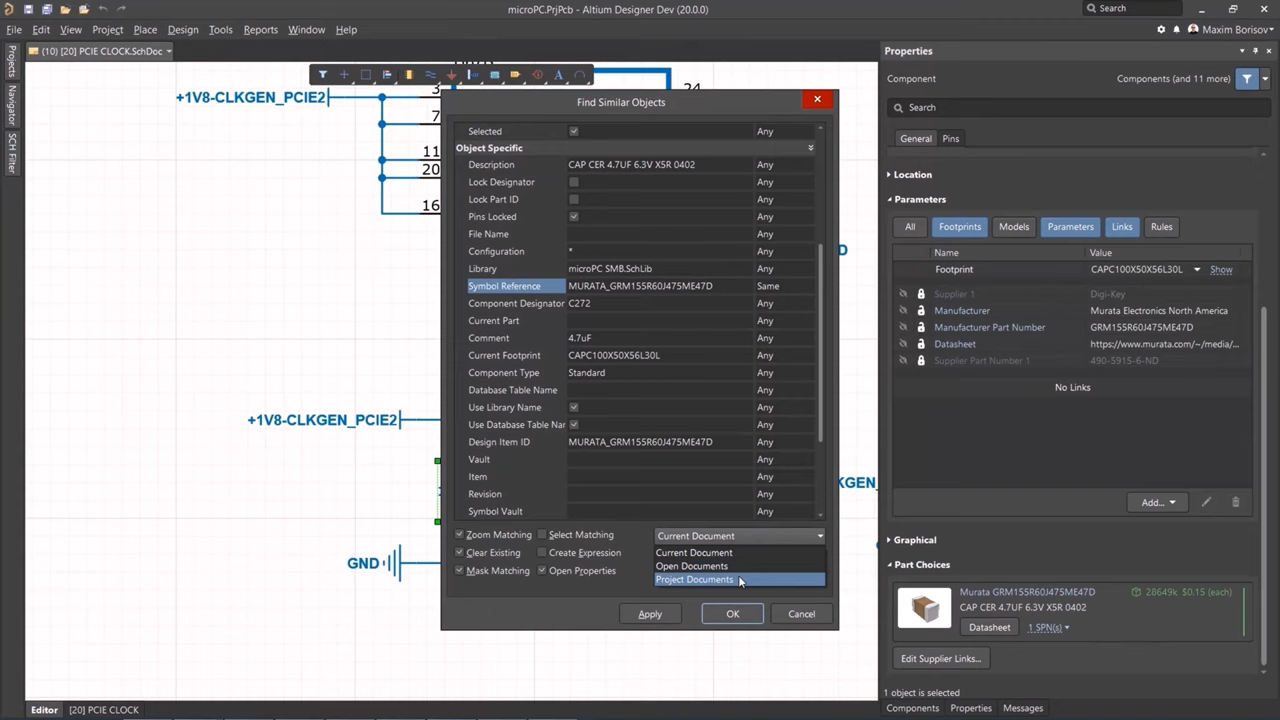 microPC.PrjPcb - Altium Designer Dev (20.0.0)
Search
File Edit View Project Place Design Tools Reports Window Help
Maxim Borisov
(10) [20] PCIE CLOCK.SchDoc
Projects
Navigator
SCH Filter
+1V8-CLKGEN_PCIE2
3
7
11
20
16
24
+1V8-CLKGEN_PCIE2
GND
KGEN_
Find Similar Objects
Selected Any
Object Specific
Description CAP CER 4.7UF 6.3V X5R 0402 Any
Lock Designator Any
Lock Part ID Any
Pins Locked Any
File Name Any
Configuration * Any
Library microPC SMB.SchLib Any
Symbol Reference MURATA_GRM155R60J475ME47D Same
Component Designator C272 Any
Current Part Any
Comment 4.7uF Any
Current Footprint CAPC100X50X56L30L Any
Component Type Standard Any
Database Table Name Any
Use Library Name Any
Use Database Table Nar Any
Design Item ID MURATA_GRM155R60J475ME47D Any
Vault Any
Item Any
Revision Any
Symbol Vault Any
Zoom Matching Select Matching Current Document
Clear Existing Create Expression Current Document
Open Documents
Mask Matching Open Properties Project Documents
Apply OK Cancel
Properties
Component Components (and 11 more)
Search
General Pins
Location
Parameters
All Footprints Models Parameters Links Rules
Name Value
Footprint CAPC100X50X56L30L Show
Supplier 1 Digi-Key
Manufacturer Murata Electronics North America
Manufacturer Part Number GRM155R60J475ME47D
Datasheet https://www.murata.com/~/media/...
Supplier Part Number 1 490-5915-6-ND
No Links
Add...
Graphical
Part Choices
Murata GRM155R60J475ME47D 28649k $0.15 (each)
CAP CER 4.7UF 6.3V X5R 0402
Datasheet 1 SPN(s)
Edit Supplier Links...
1 object is selected
Editor [20] PCIE CLOCK Components Properties Messages